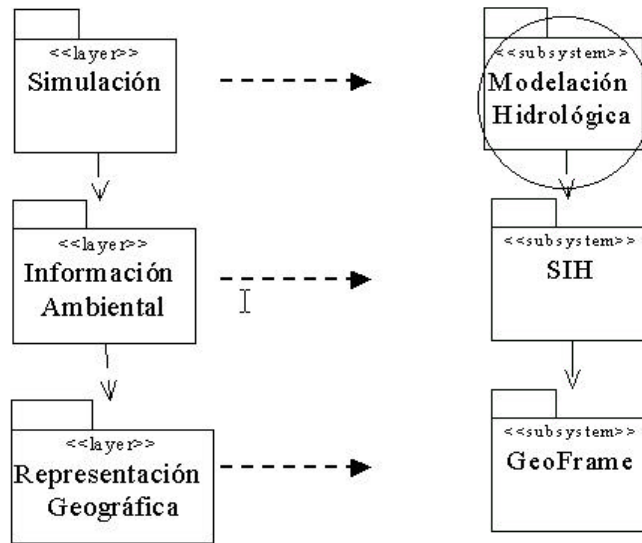 <<layer>>
Simulación
<<subsystem>>
Modelación
Hidrológica
<<layer>>
Información
Ambiental
<<subsystem>>
SIH
<<layer>>
Representación
Geográfica
<<subsystem>>
GeoFrame